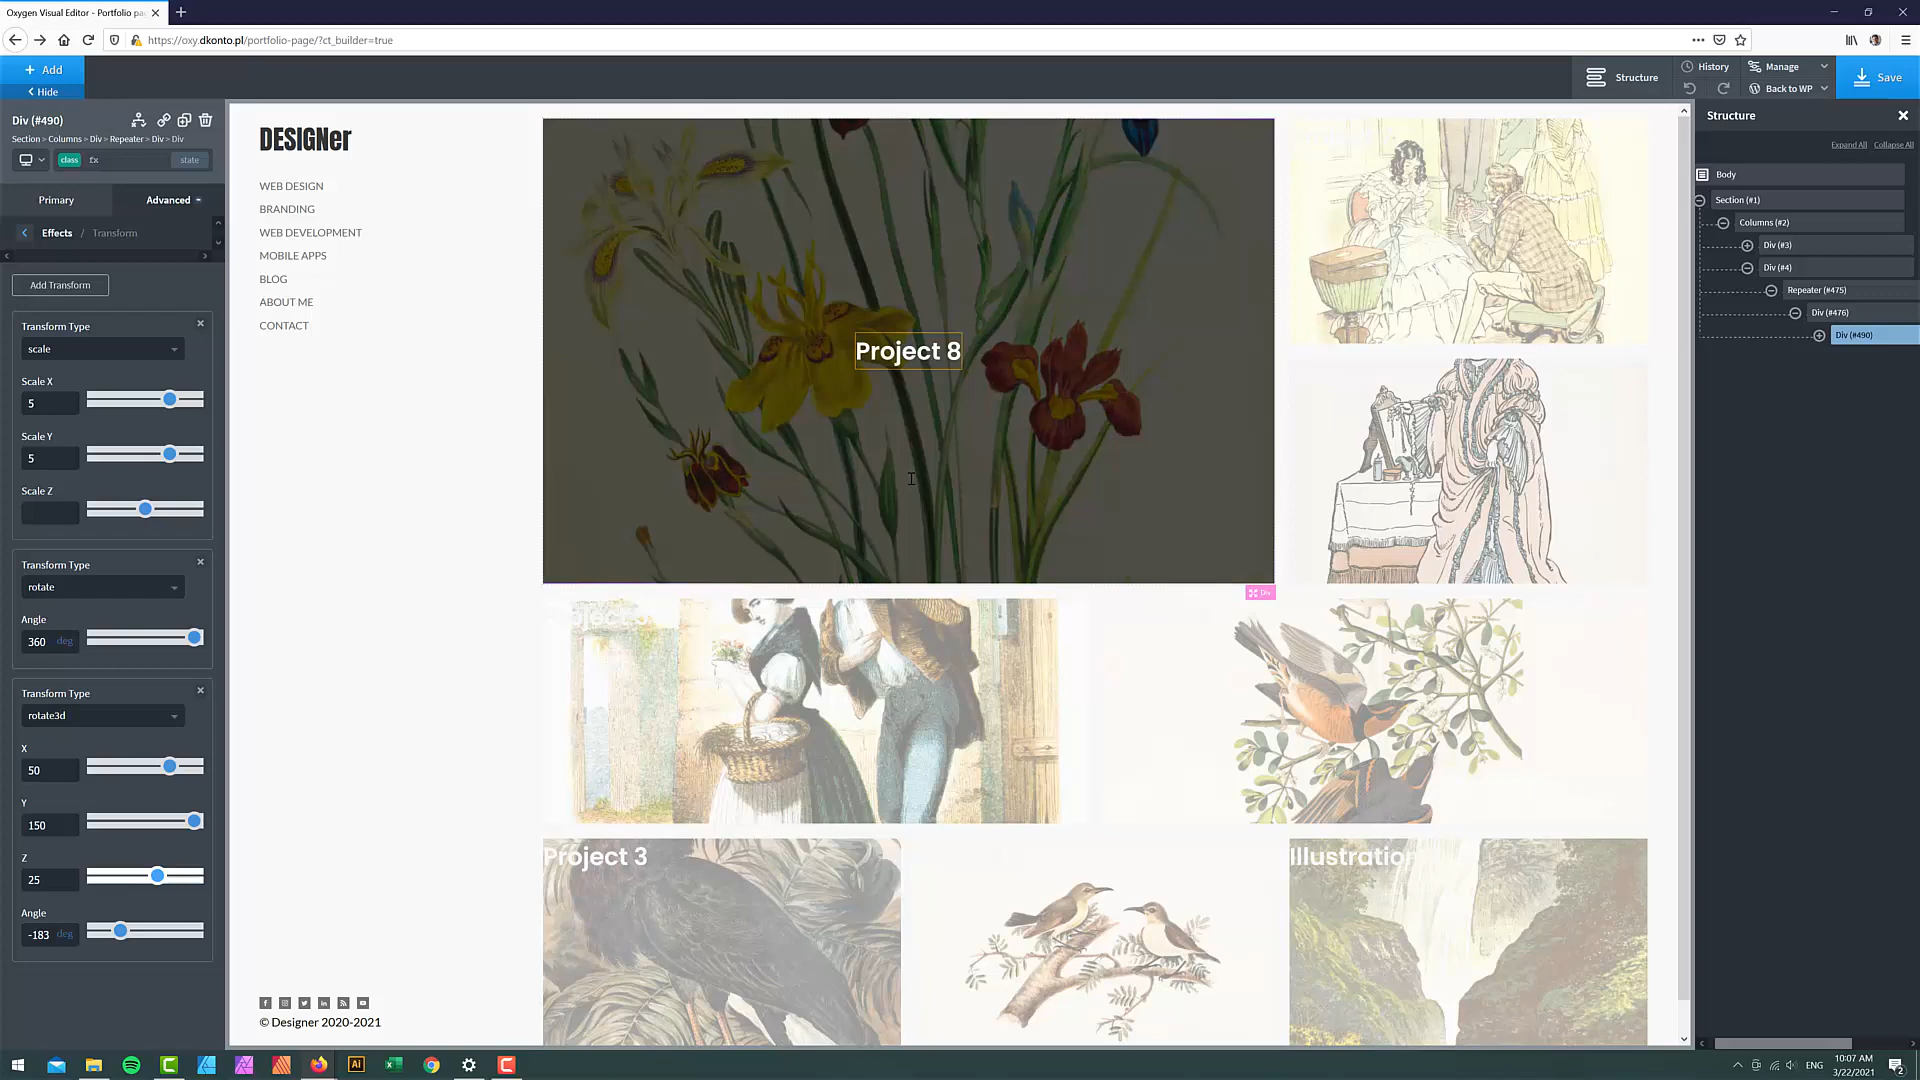 Oxygen Visual Editor - Portfolio pa
https://oxy.dkonto.pl/portfolio-page/?ct_builder=true
+ Add
Hide
Structure
History
Manage
Back to WP
Save
Div (#490)
Section > Columns > Div > Repeater > Div > Div
class fx state
Primary Advanced
Effects / Transform
Add Transform
Transform Type
scale
Scale X
5
Scale Y
5
Scale Z
Transform Type
rotate
Angle
360 deg
Transform Type
rotate3d
X
50
Y
150
Z
25
Angle
-183 deg
DESIGNer
WEB DESIGN
BRANDING
WEB DEVELOPMENT
MOBILE APPS
BLOG
ABOUT ME
CONTACT
© Designer 2020-2021
Project 8
Div
Project 3
Illustration
Structure
Expand All Collapse All
Body
Section (#1)
Columns (#2)
Div (#3)
Div (#4)
Repeater (#475)
Div (#476)
Div (#490)
Ai
ENG
10:07 AM
3/22/2021
2